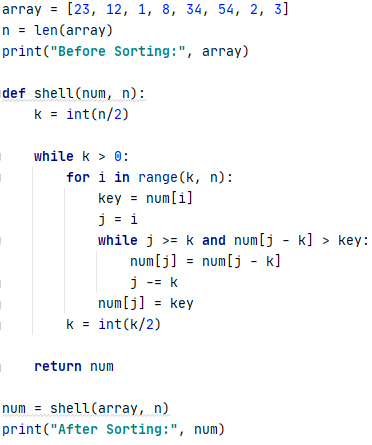 array = [23, 12, 1, 8, 34, 54, 2, 3]
n = len(array)
print("Before Sorting:", array)

def shell(num, n):
    k = int(n/2)

    while k > 0:
        for i in range(k, n):
            key = num[i]
            j = i
            while j >= k and num[j - k] > key:
                num[j] = num[j - k]
                j -= k
            num[j] = key
        k = int(k/2)

    return num

num = shell(array, n)
print("After Sorting:", num)